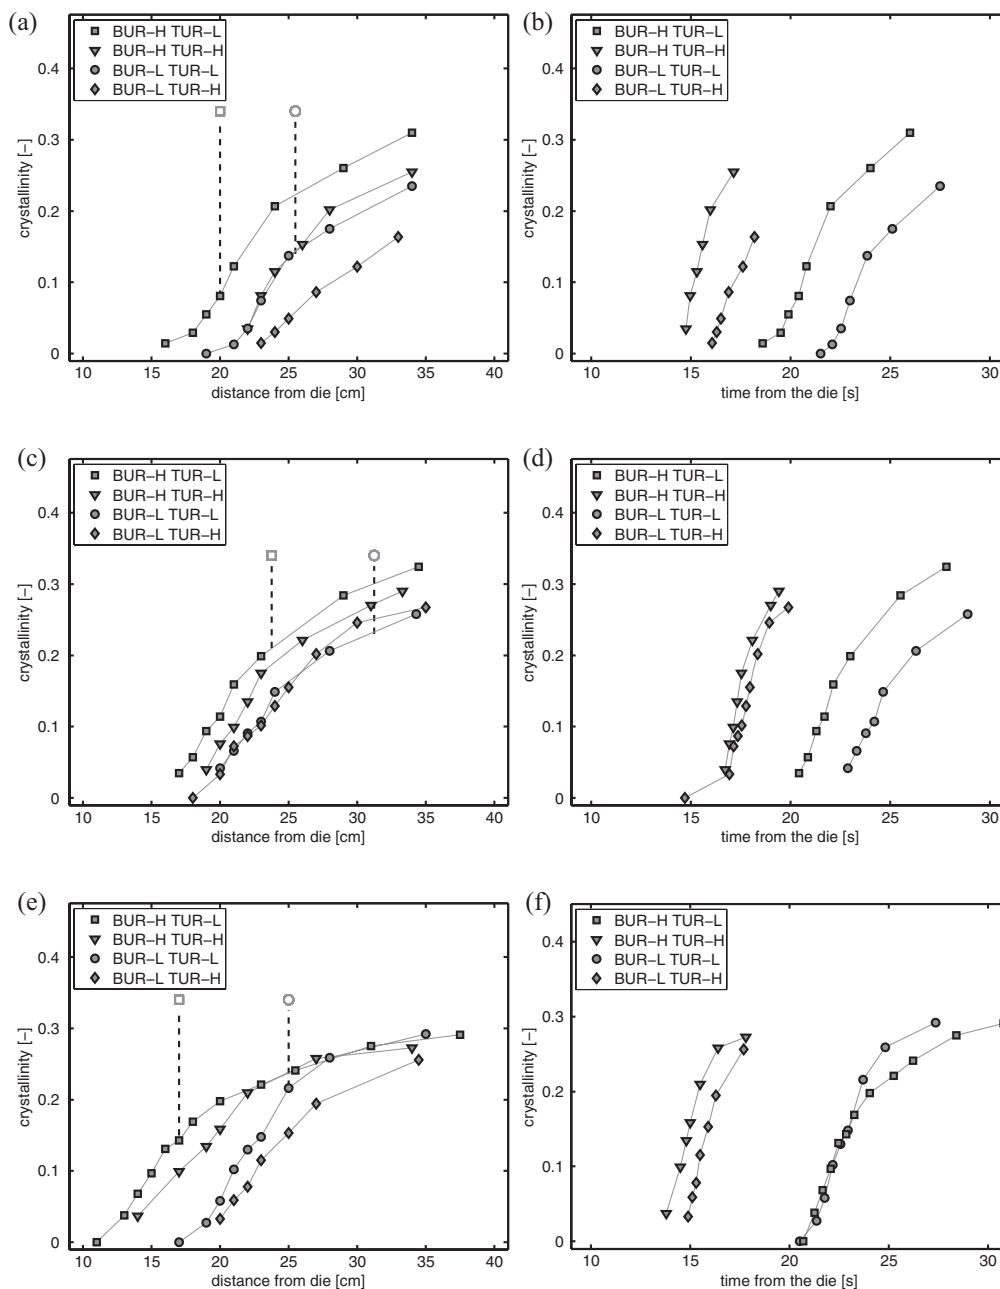 (a)
BUR-H TUR-L
BUR-H TUR-H
BUR-L TUR-L
BUR-L TUR-H
0.4
0.3
0.2
0.1
0
crystallinity [-]
10 15 20 25 30 35 40
distance from die [cm]
(b)
BUR-H TUR-L
BUR-H TUR-H
BUR-L TUR-L
BUR-L TUR-H
0.4
0.3
0.2
0.1
0
crystallinity [-]
10 15 20 25 30
time from the die [s]
(c)
BUR-H TUR-L
BUR-H TUR-H
BUR-L TUR-L
BUR-L TUR-H
0.4
0.3
0.2
0.1
0
crystallinity [-]
10 15 20 25 30 35 40
distance from die [cm]
(d)
BUR-H TUR-L
BUR-H TUR-H
BUR-L TUR-L
BUR-L TUR-H
0.4
0.3
0.2
0.1
0
crystallinity [-]
10 15 20 25 30
time from the die [s]
(e)
BUR-H TUR-L
BUR-H TUR-H
BUR-L TUR-L
BUR-L TUR-H
0.4
0.3
0.2
0.1
0
crystallinity [-]
10 15 20 25 30 35 40
distance from die [cm]
(f)
BUR-H TUR-L
BUR-H TUR-H
BUR-L TUR-L
BUR-L TUR-H
0.4
0.3
0.2
0.1
0
crystallinity [-]
10 15 20 25 30
time from the die [s]